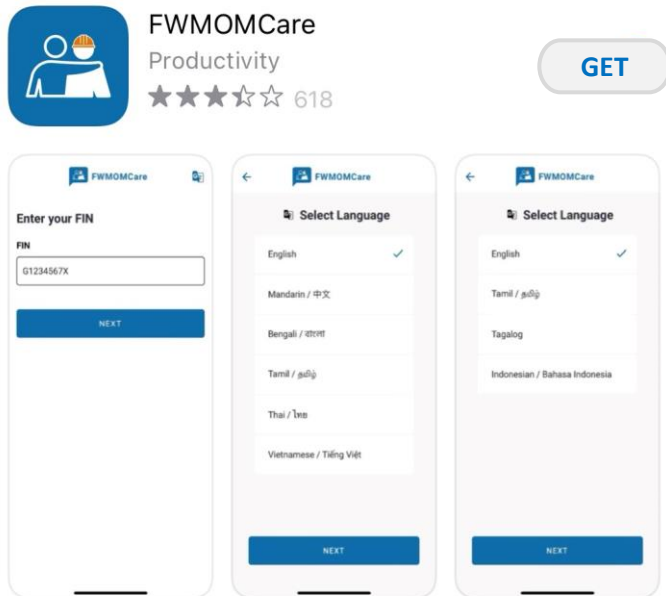 FWMOMCare
Productivity
618
GET
FWMOMCare
Enter your FIN
FIN
G1234567X
NEXT
FWMOMCare
Select Language
English
Mandarin / 中文
Bengali / বাংলা
Tamil / தமிழ்
Thai / ไทย
Vietnamese / Tiếng Việt
NEXT
FWMOMCare
Select Language
English
Tamil / தமிழ்
Tagalog
Indonesian / Bahasa Indonesia
NEXT